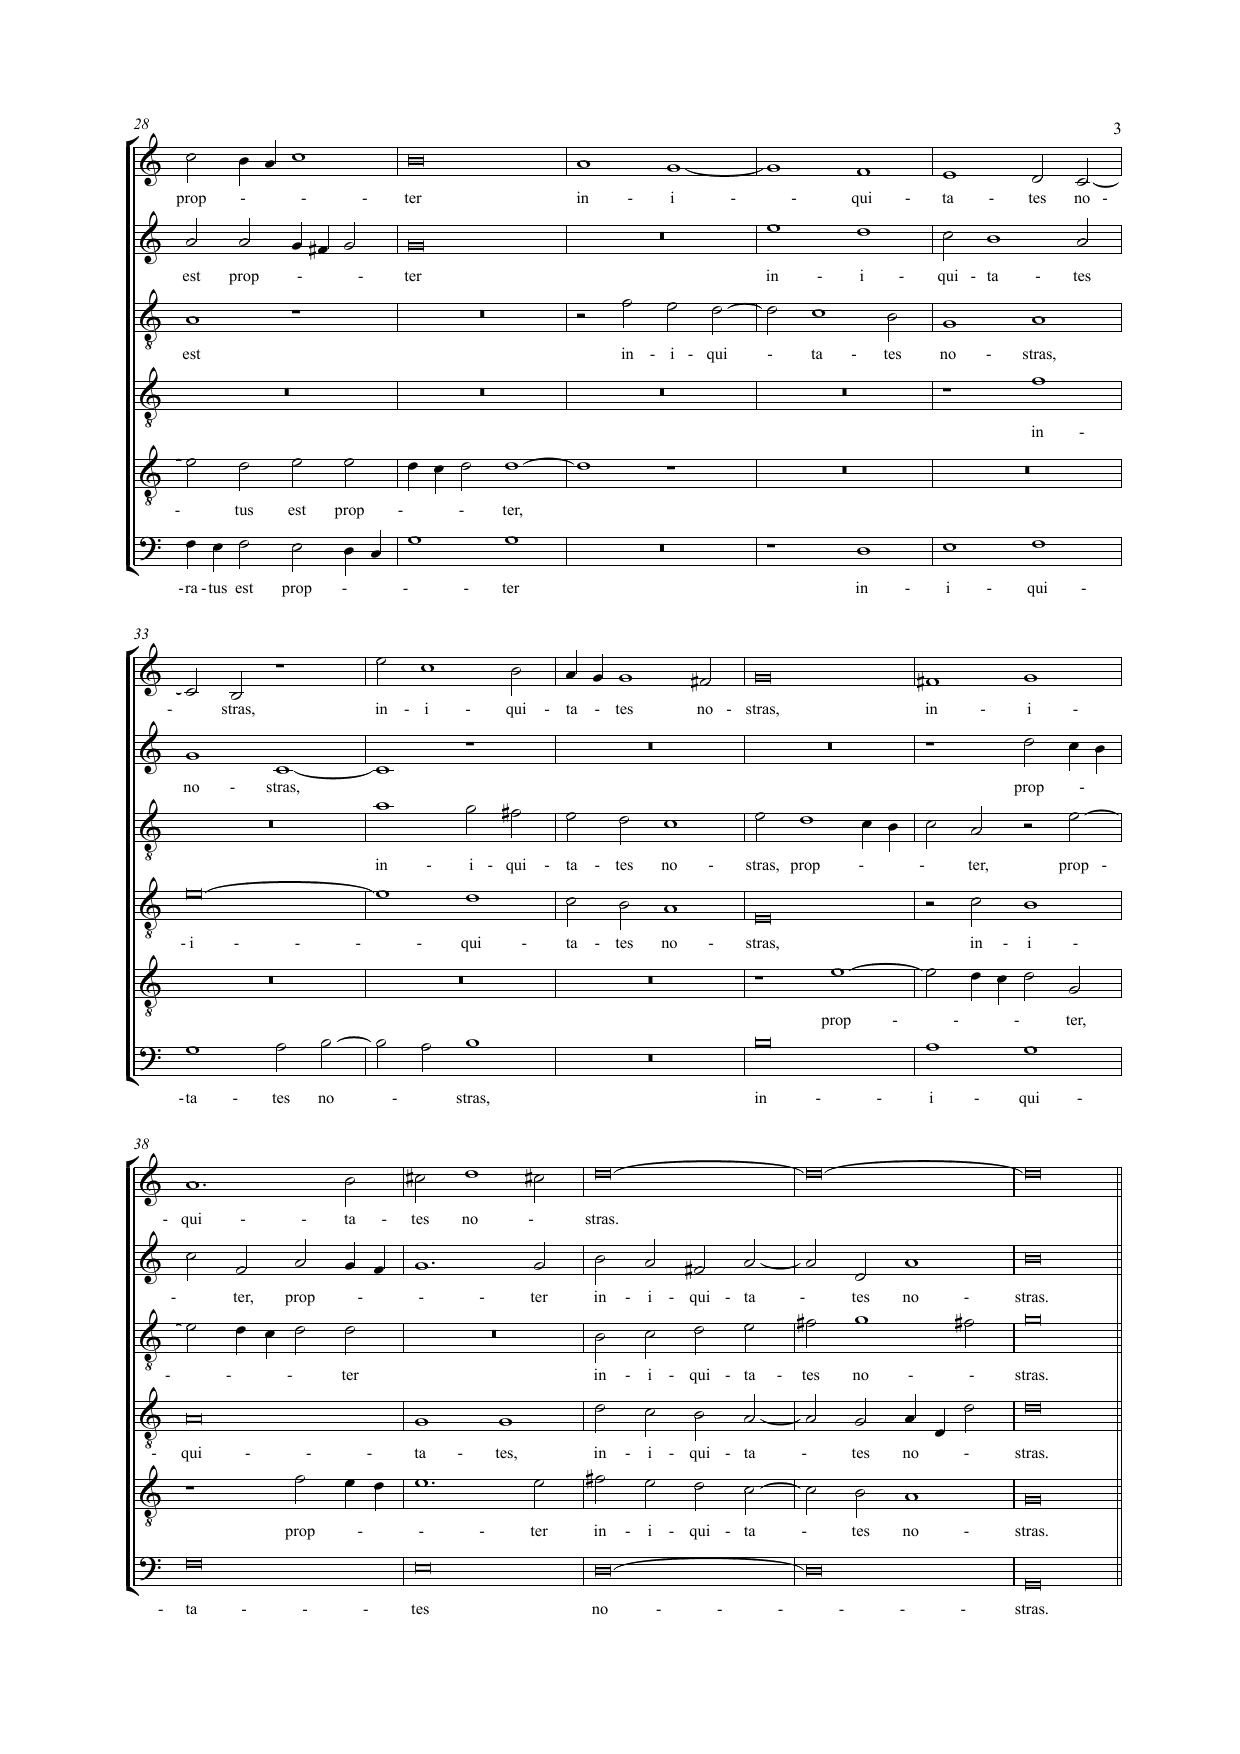 28
3
prop - - - ter in - i - - qui - ta - tes no -
est prop - - ter in - i - qui - ta - tes
est in - i - qui - ta - tes no - stras,
in -
- tus est prop - - ter,
-ra - tus est prop - - - ter in - i - qui -
33
- stras, in - i - qui - ta - tes no - stras, in - i -
no - stras, prop -
in - i - qui - ta - tes no - stras, prop - - ter, prop -
- i - - - - qui - ta - tes no - stras, in - i -
prop - - - ter,
-ta - tes no - stras, in - - i - qui -
38
- qui - - ta - tes no - stras.
- ter, prop - - - ter in - i - qui - ta - tes no - stras.
- - - ter in - i - qui - ta - tes no - - stras.
- qui - - - ta - tes, in - i - qui - ta - tes no - - stras.
prop - - - ter in - i - qui - ta - tes no - stras.
- ta - - - tes no - - - - - - stras.